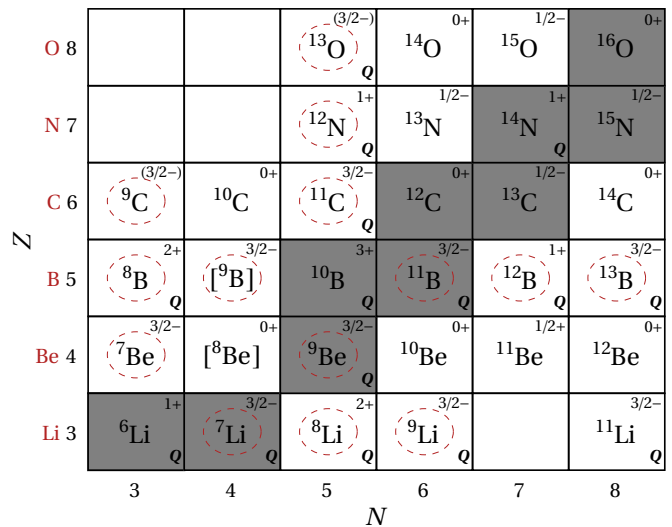 O 8 (3/2−) ¹³O Q 0+ ¹⁴O 1/2− ¹⁵O 0+ ¹⁶O
N 7 1+ ¹²N Q 1/2− ¹³N 1+ ¹⁴N Q 1/2− ¹⁵N
C 6 (3/2−) ⁹C 0+ ¹⁰C 3/2− ¹¹C Q 0+ ¹²C 1/2− ¹³C 0+ ¹⁴C
Z
B 5 2+ ⁸B Q 3/2− [⁹B] 3+ ¹⁰B Q 3/2− ¹¹B Q 1+ ¹²B Q 3/2− ¹³B Q
Be 4 3/2− ⁷Be 0+ [⁸Be] 3/2− ⁹Be Q 0+ ¹⁰Be 1/2+ ¹¹Be 0+ ¹²Be
Li 3 1+ ⁶Li Q 3/2− ⁷Li Q 2+ ⁸Li Q 3/2− ⁹Li Q 3/2− ¹¹Li Q
3 4 5 6 7 8
N